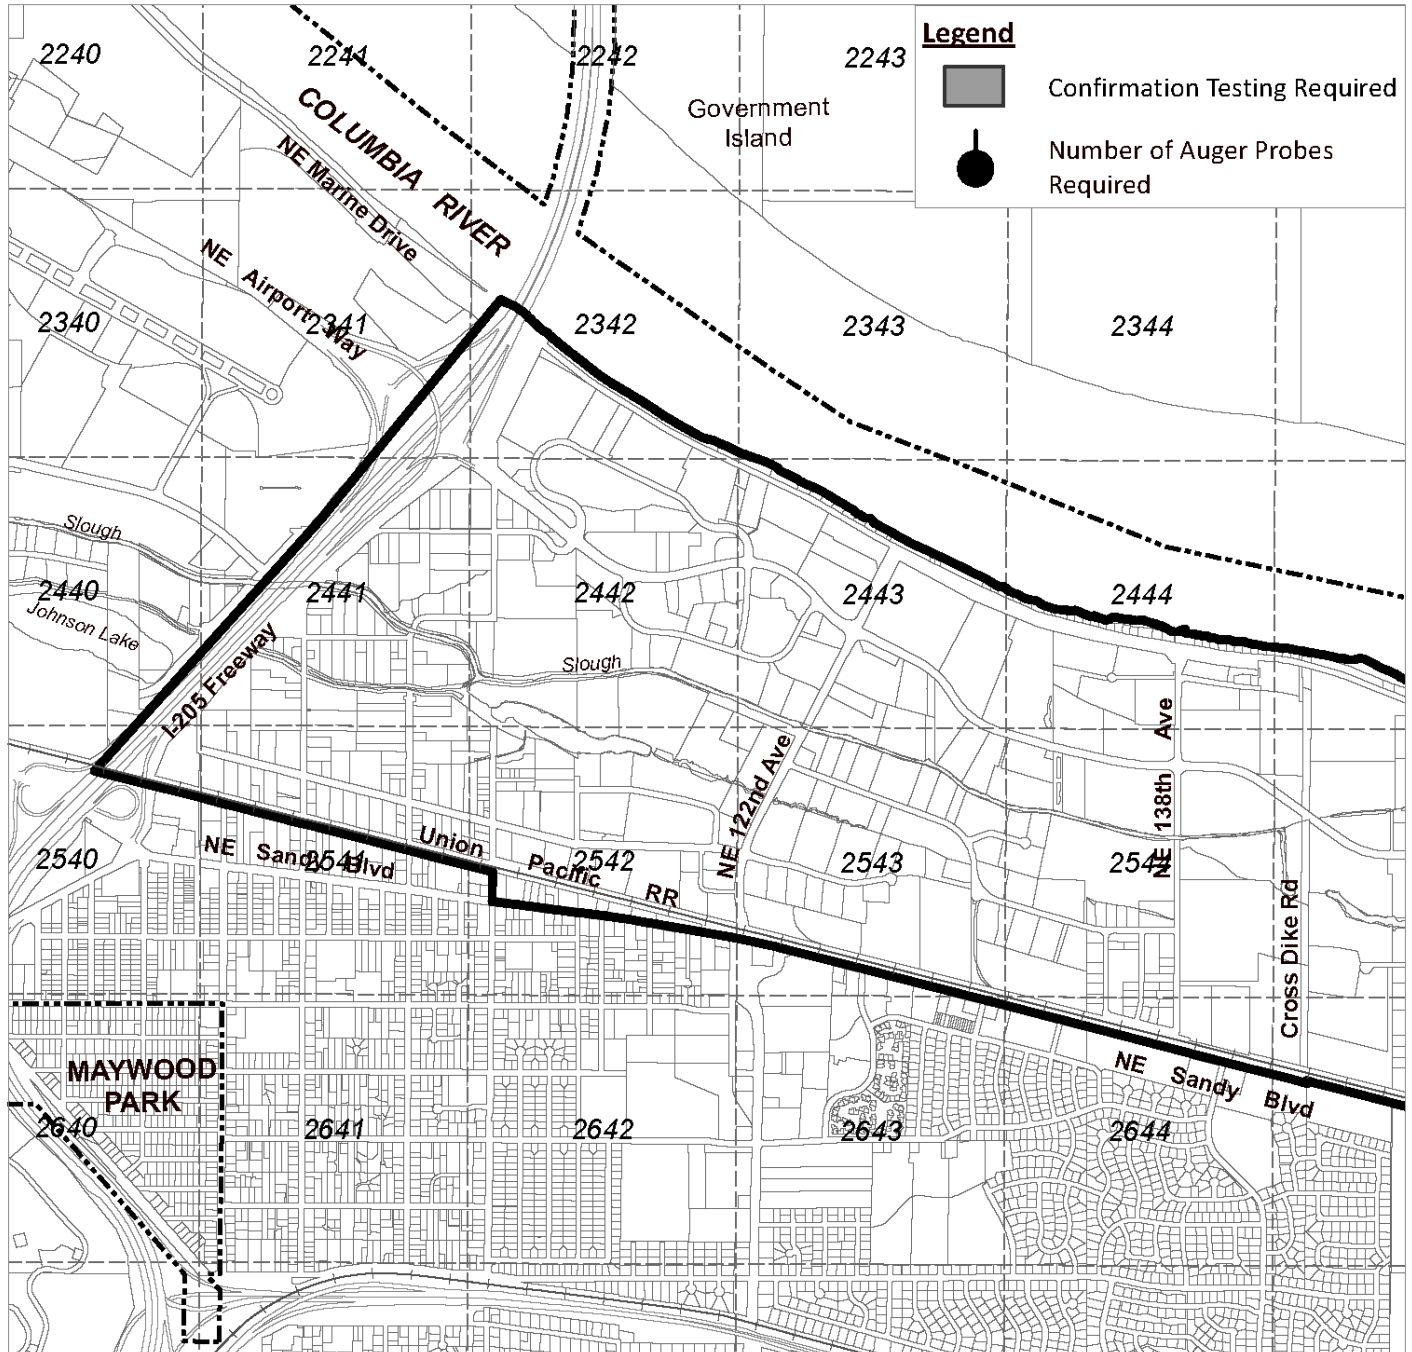 Legend
Confirmation Testing Required
Number of Auger Probes
Required
2240
2241
2242
2243
Government
Island
COLUMBIA RIVER
NE Marine Drive
NE Airport Way
2340
2341
2342
2343
2344
Slough
2440
2441
2442
2443
2444
Johnson Lake
Slough
I-205 Freeway
NE 122nd Ave
NE 138th Ave
Cross Dike Rd
2540
2541
2542
2543
2544
NE Sandy Blvd
Union Pacific RR
MAYWOOD
PARK
NE Sandy Blvd
2640
2641
2642
2643
2644